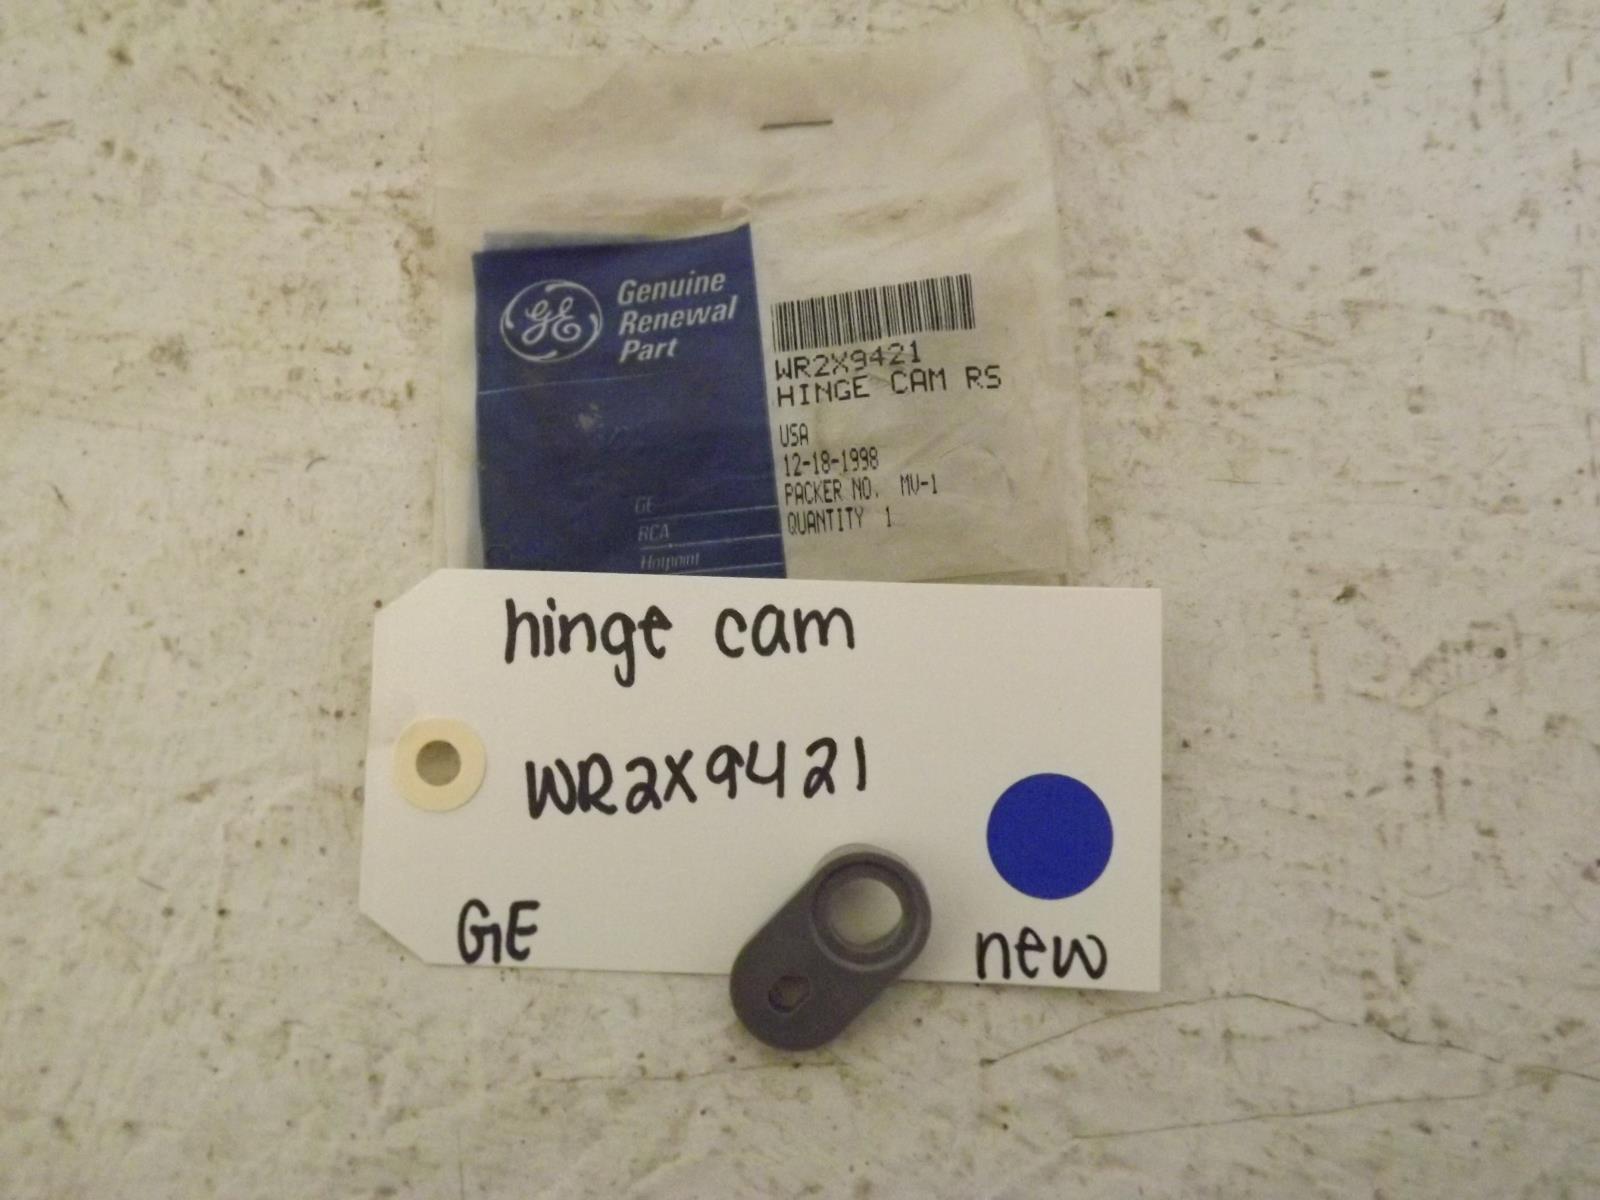 GE
Genuine
Renewal
Part
WR2X9421
HINGE CAM RS
USA
12-18-1998
PACKER NO. MV-1
QUANTITY 1
GE
RCA
Hotpoint
hinge cam
WR2X9421
GE
new